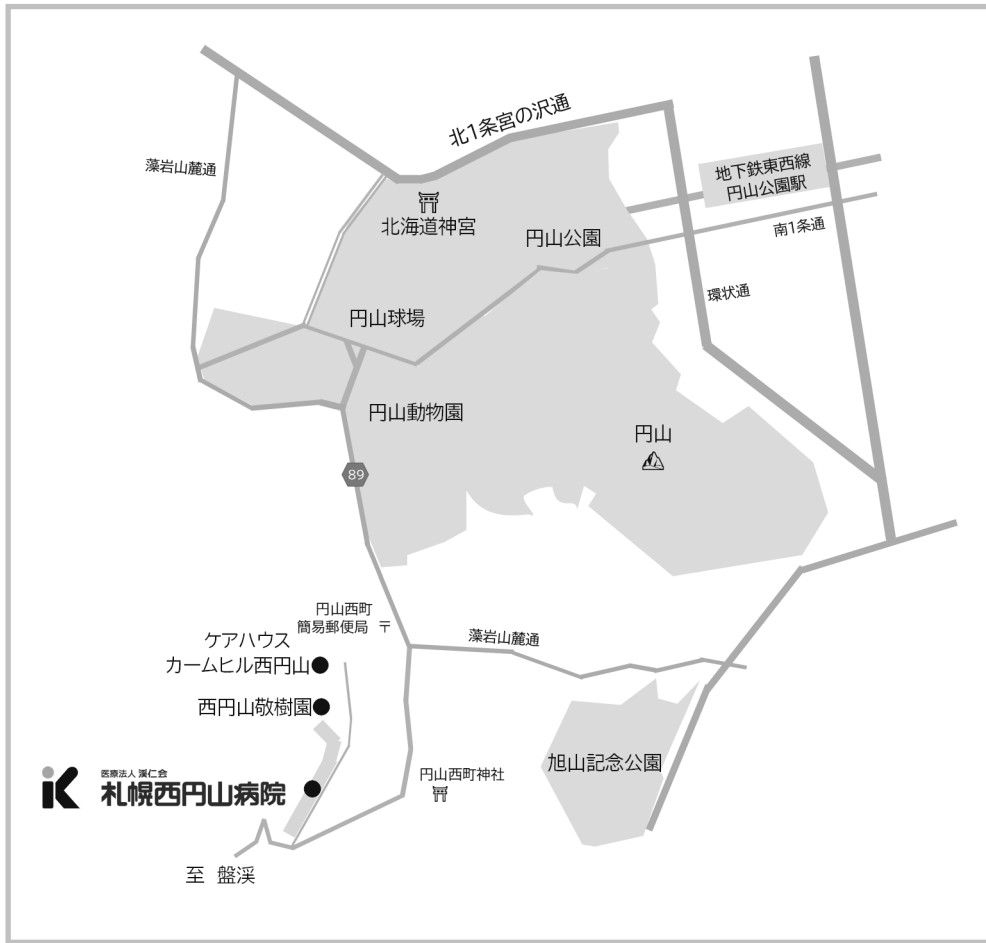 北1条宮の沢通
藻岩山麓通
地下鉄東西線
円山公園駅
北海道神宮
円山公園
南1条通
環状通
円山球場
円山動物園
円山
89
円山西町
簡易郵便局 〒
ケアハウス
カームヒル西円山
藻岩山麓通
西円山敬樹園
旭山記念公園
円山西町神社
医療法人 渓仁会
札幌西円山病院
至 盤渓